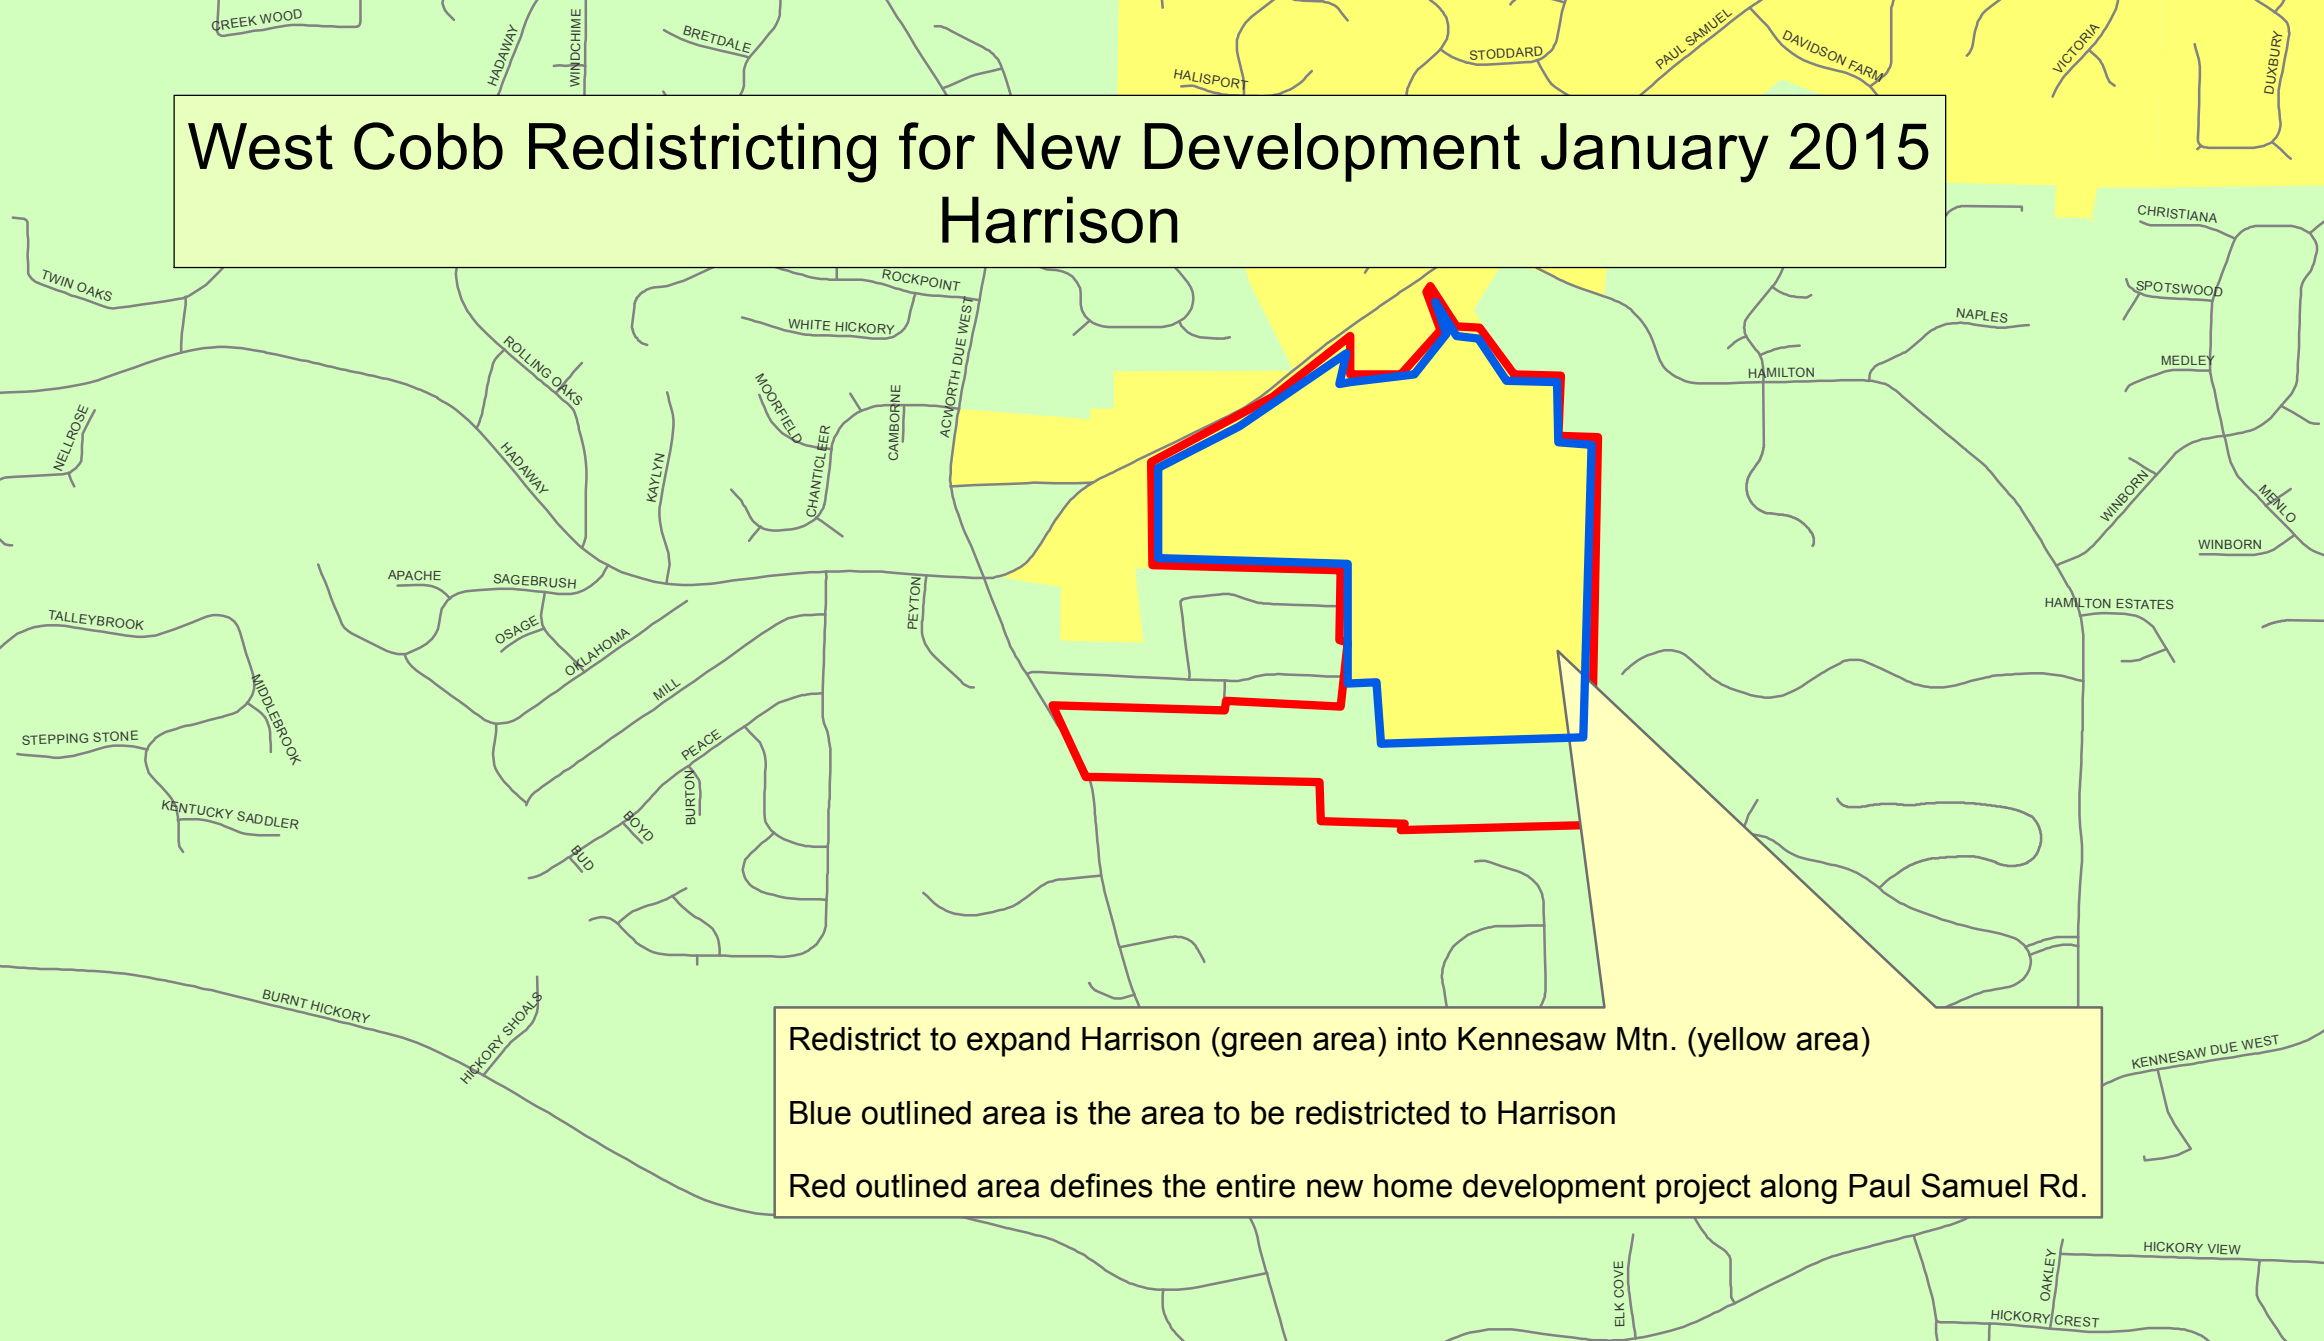 CREEK WOOD
HADAWAY
WINDCHIME
BRETDALE
HALISPORT
STODDARD
PAUL SAMUEL
DAVIDSON FARM
VICTORIA
DUXBURY
West Cobb Redistricting for New Development January 2015
Harrison
TWIN OAKS
ROCKPOINT
WHITE HICKORY
ACWORTH DUE WEST
ROLLING OAKS
MOORFIELD
CAMBORNE
CHANTICLEER
KAYLYN
NELLROSE
HADAWAY
CHRISTIANA
SPOTSWOOD
NAPLES
MEDLEY
HAMILTON
WINBORN
MENLO
WINBORN
APACHE
SAGEBRUSH
OSAGE
OKLAHOMA
PEYTON
HAMILTON ESTATES
TALLEYBROOK
MIDDLEBROOK
MILL
STEPPING STONE
PEACE
BURTON
KENTUCKY SADDLER
BOYD
BUD
BURNT HICKORY
HICKORY SHOALS
Redistrict to expand Harrison (green area) into Kennesaw Mtn. (yellow area)
Blue outlined area is the area to be redistricted to Harrison
Red outlined area defines the entire new home development project along Paul Samuel Rd.
KENNESAW DUE WEST
ELK COVE
OAKLEY
HICKORY VIEW
HICKORY CREST